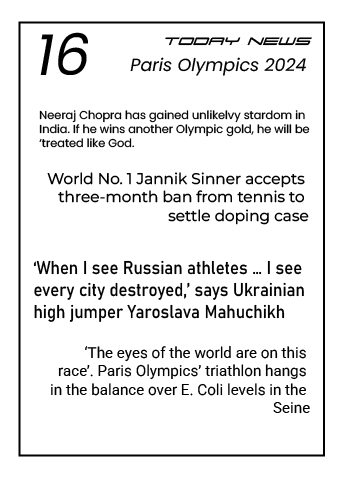 16
TODAY NEWS
Paris Olympics 2024
Neeraj Chopra has gained unlikelvy stardom in
India. If he wins another Olympic gold, he will be
‘treated like God.
World No. 1 Jannik Sinner accepts
three-month ban from tennis to
settle doping case
‘When I see Russian athletes … I see
every city destroyed,’ says Ukrainian
high jumper Yaroslava Mahuchikh
‘The eyes of the world are on this
race’. Paris Olympics’ triathlon hangs
in the balance over E. Coli levels in the
Seine